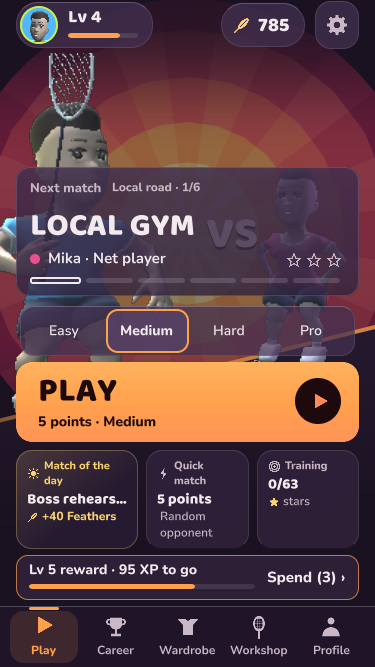 Lv 4
785
Next match Local road · 1/6
LOCAL GYM
VS
Mika · Net player
Easy
Medium
Hard
Pro
PLAY
5 points · Medium
Match of the
day
Boss rehears...
+40 Feathers
Quick
match
5 points
Random
opponent
Training
0/63
stars
Lv 5 reward · 95 XP to go
Spend (3) ›
Play
Career
Wardrobe
Workshop
Profile